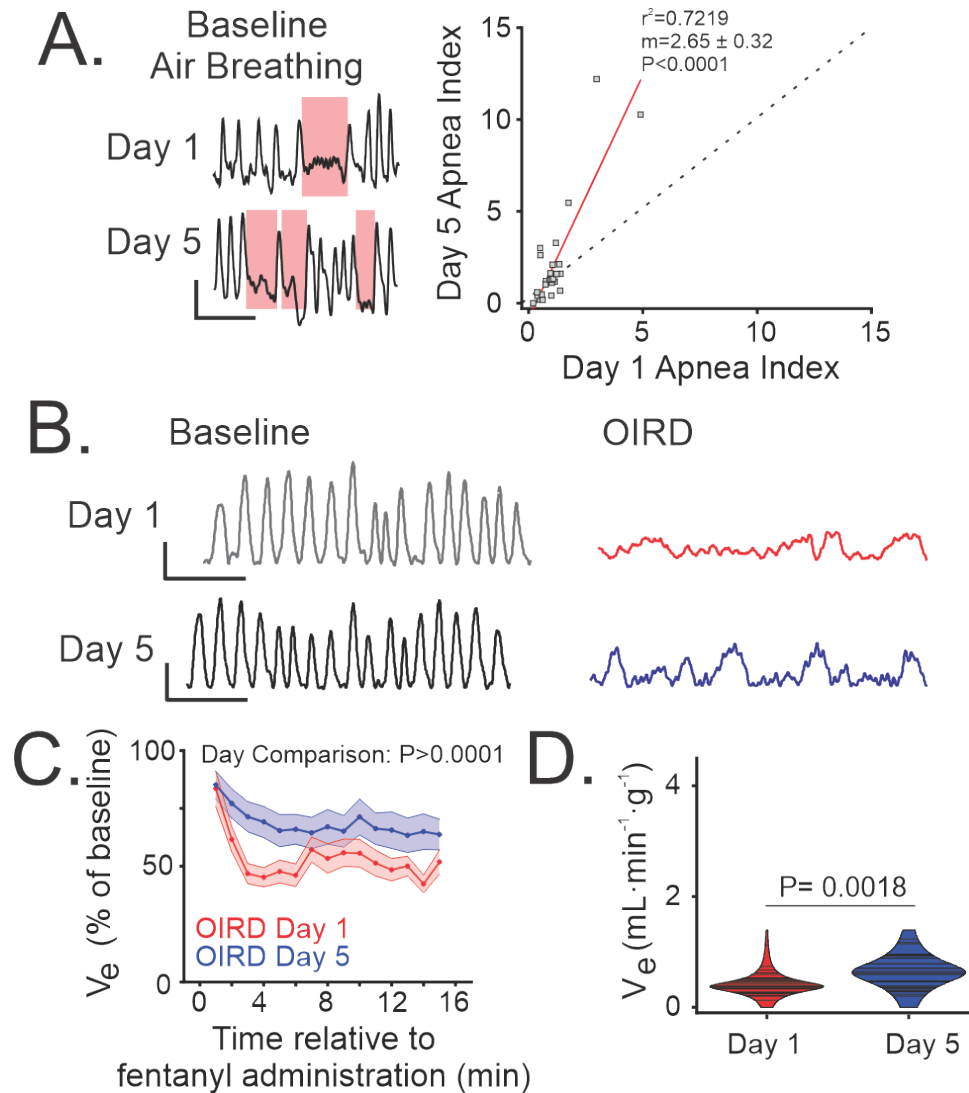 A.
Baseline
Air Breathing
Day 1
Day 5
r²=0.7219
m=2.65 ± 0.32
P<0.0001
Day 5 Apnea Index
15
10
5
0
0 5 10 15
Day 1 Apnea Index
B.
Baseline
OIRD
Day 1
Day 5
C.
Day Comparison: P>0.0001
Vₑ (% of baseline)
100
50
0
OIRD Day 1
OIRD Day 5
0 4 8 12 16
Time relative to
fentanyl administration (min)
D.
Vₑ(mL·min⁻¹·g⁻¹)
4
2
0
P= 0.0018
Day 1 Day 5